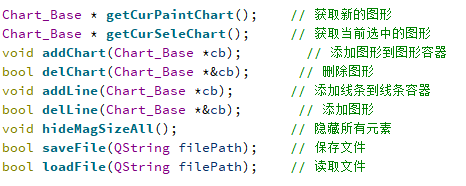 Chart_Base * getCurPaintChart(); // 获取新的图形
Chart_Base * getCurSeleChart(); // 获取当前选中的图形
void addChart(Chart_Base *cb); // 添加图形到图形容器
bool delChart(Chart_Base *&cb); // 删除图形
void addLine(Chart_Base *cb); // 添加线条到线条容器
bool delLine(Chart_Base *&cb); // 添加图形
void hideMagSizeAll(); // 隐藏所有元素
bool saveFile(QString filePath); // 保存文件
bool loadFile(QString filePath); // 读取文件